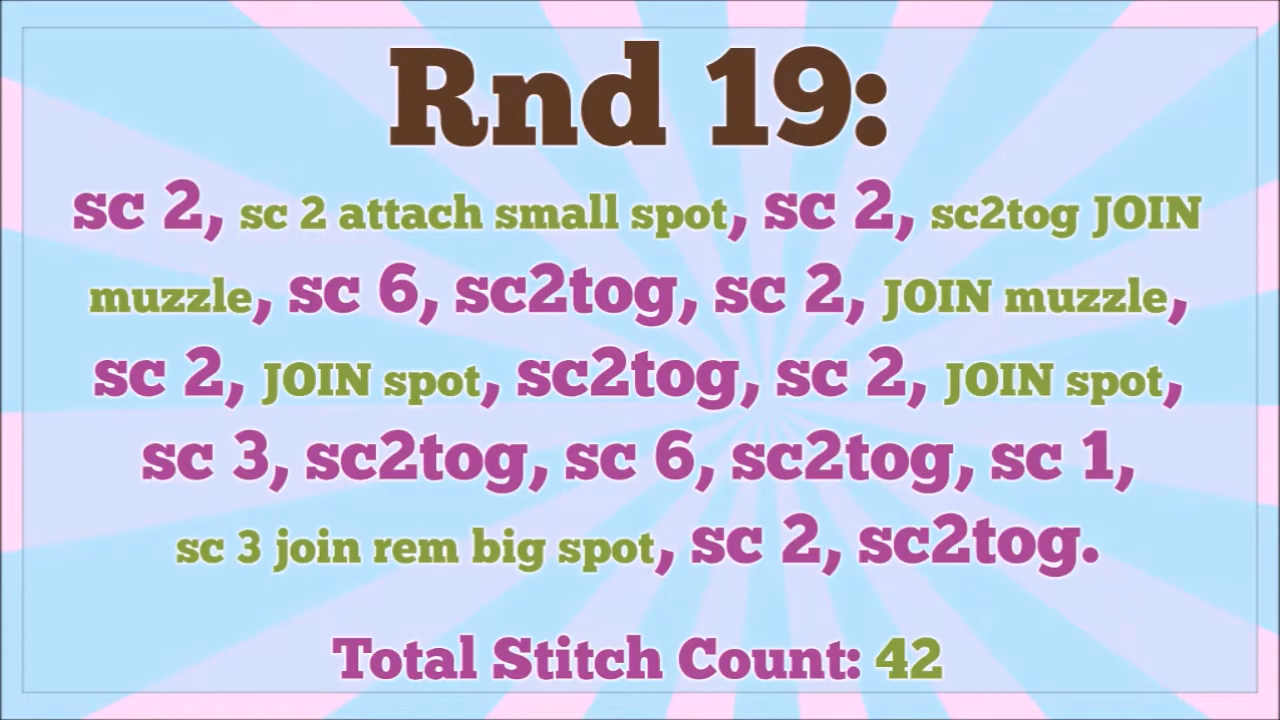 Rnd 19:
sc 2, sc 2 attach small spot, sc 2, sc2tog JOIN
muzzle, sc 6, sc2tog, sc 2, JOIN muzzle,
sc 2, JOIN spot, sc2tog, sc 2, JOIN spot,
sc 3, sc2tog, sc 6, sc2tog, sc 1,
sc 3 join rem big spot, sc 2, sc2tog.
Total Stitch Count: 42